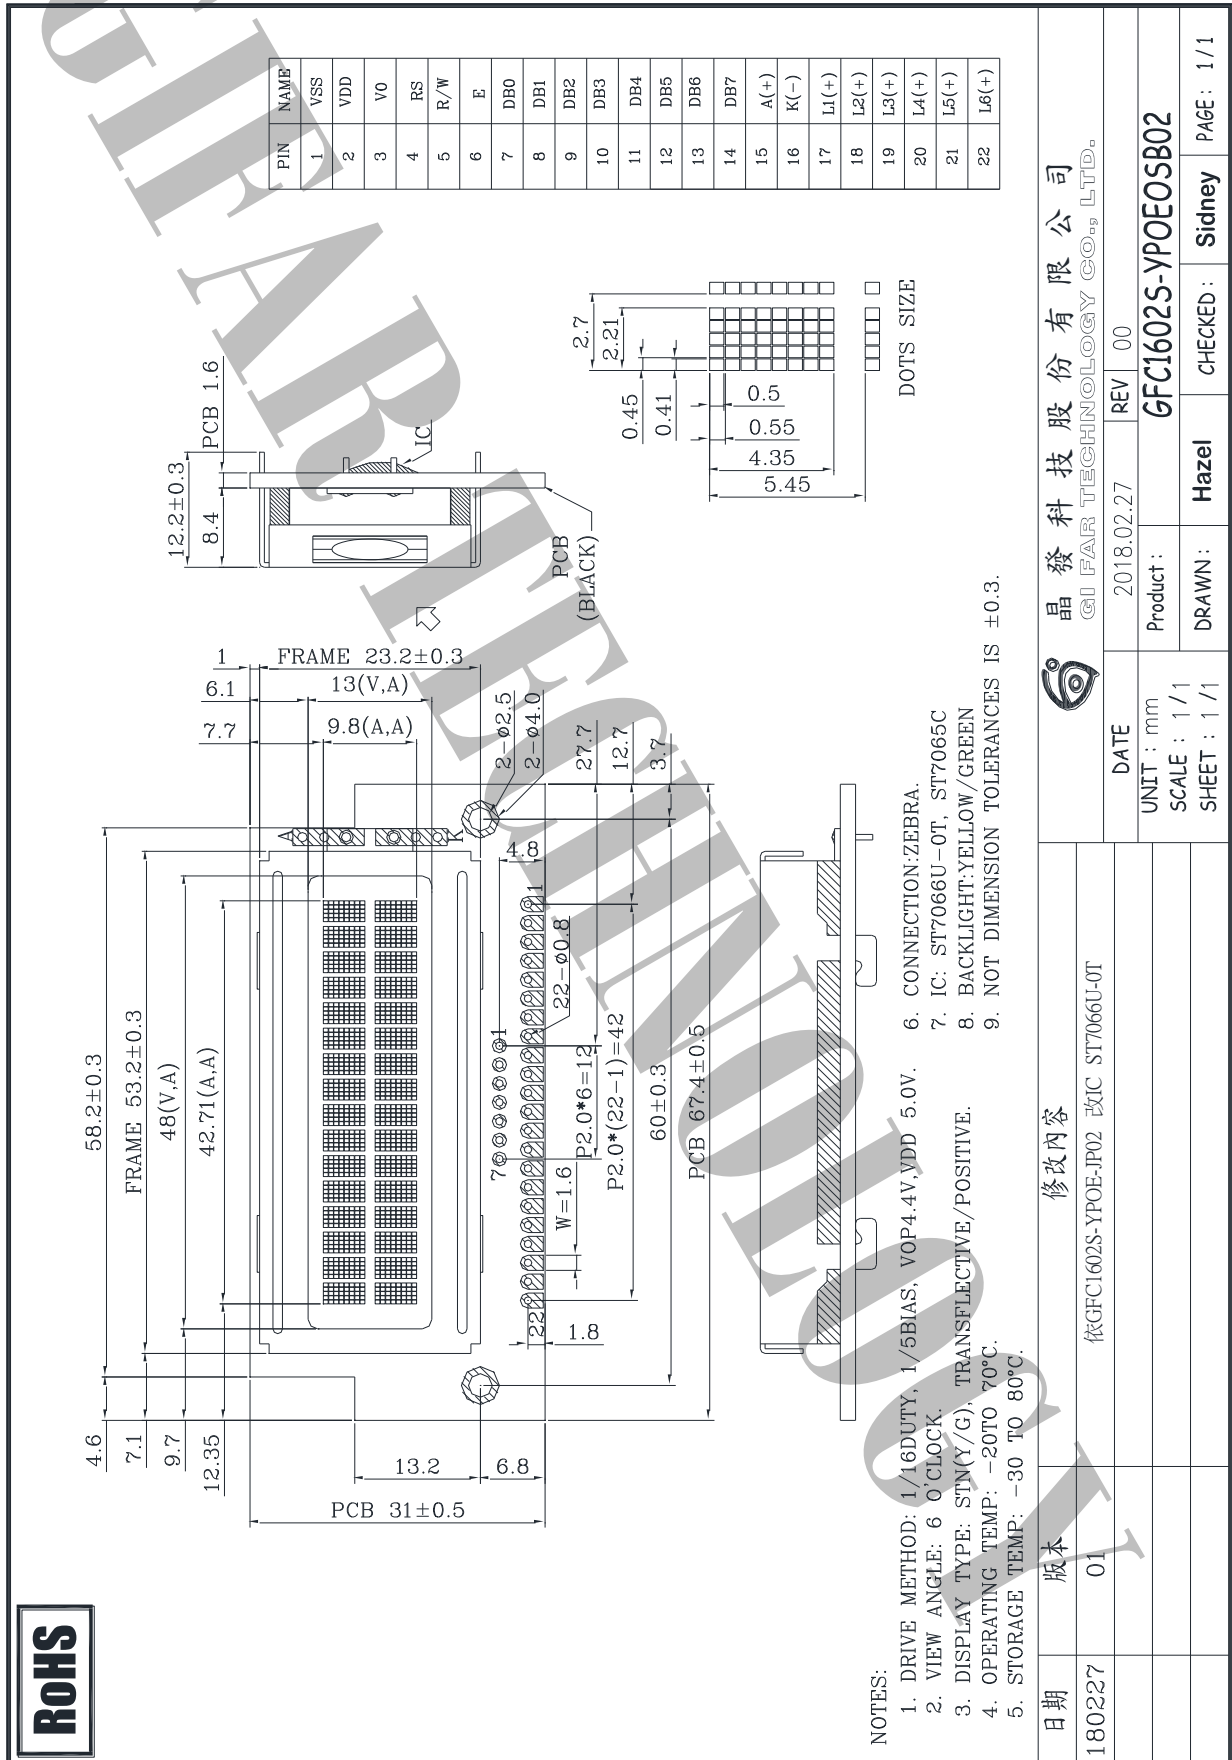 RoHS
58.2±0.3
FRAME 53.2±0.3
48(V,A)
42.71(A,A)
4.6
7.1
9.7
12.35
1
6.1
7.7
FRAME 23.2±0.3
13(V,A)
9.8(A,A)
2-ø2.5
2-ø4.0
27.7
12.7
3.7
K
4.8
1
22-ø0.8
7
1
P2.0*6=12
P2.0*(22-1)=42
W=1.6
22
1.8
60±0.3
PCB 67.4±0.5
13.2
6.8
PCB 31±0.5
12.2±0.3
8.4
PCB 1.6
IC
PCB
(BLACK)
2.7
2.21
0.45
0.41
0.5
0.55
4.35
5.45
DOTS SIZE
PIN NAME
1 VSS
2 VDD
3 V0
4 RS
5 R/W
6 E
7 DB0
8 DB1
9 DB2
10 DB3
11 DB4
12 DB5
13 DB6
14 DB7
15 A(+)
16 K(-)
17 L1(+)
18 L2(+)
19 L3(+)
20 L4(+)
21 L5(+)
22 L6(+)
NOTES:
1. DRIVE METHOD: 1/16DUTY, 1/5BIAS, VOP4.4V,VDD 5.0V.
2. VIEW ANGLE: 6 O'CLOCK.
3. DISPLAY TYPE: STN(Y/G), TRANSFLECTIVE/POSITIVE.
4. OPERATING TEMP: -20TO 70°C.
5. STORAGE TEMP: -30 TO 80°C.
6. CONNECTION:ZEBRA.
7. IC: ST7066U-0T, ST7065C
8. BACKLIGHT:YELLOW/GREEN
9. NOT DIMENSION TOLERANCES IS ±0.3.
日期 版本 修改內容
180227 01 依GFC1602S-YPOE-JP02 改IC ST7066U-0T
晶發科技股份有限公司
GI FAR TECHNOLOGY CO., LTD.
DATE 2018.02.27 REV 00
UNIT : mm
SCALE : 1/1
SHEET : 1/1
Product : GFC1602S-YPOEOSB02
DRAWN : Hazel CHECKED : Sidney PAGE : 1/1
GIFAR TECHNOLOGY